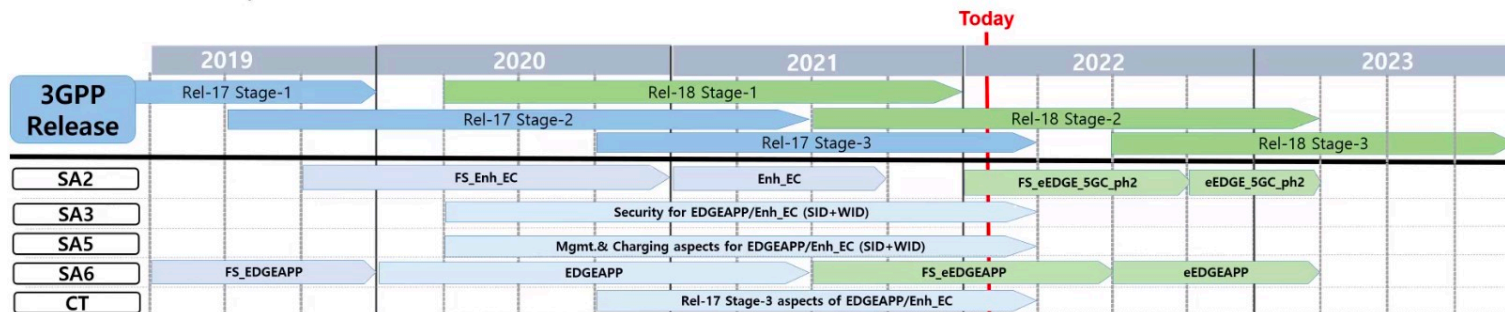 Today
2019 2020 2021 2022 2023
3GPP Release
Rel-17 Stage-1 Rel-18 Stage-1
Rel-17 Stage-2 Rel-18 Stage-2
Rel-17 Stage-3 Rel-18 Stage-3
SA2 FS_Enh_EC Enh_EC FS_eEDGE_5GC_ph2 eEDGE_5GC_ph2
SA3 Security for EDGEAPP/Enh_EC (SID+WID)
SA5 Mgmt.& Charging aspects for EDGEAPP/Enh_EC (SID+WID)
SA6 FS_EDGEAPP EDGEAPP FS_eEDGEAPP eEDGEAPP
CT Rel-17 Stage-3 aspects of EDGEAPP/Enh_EC